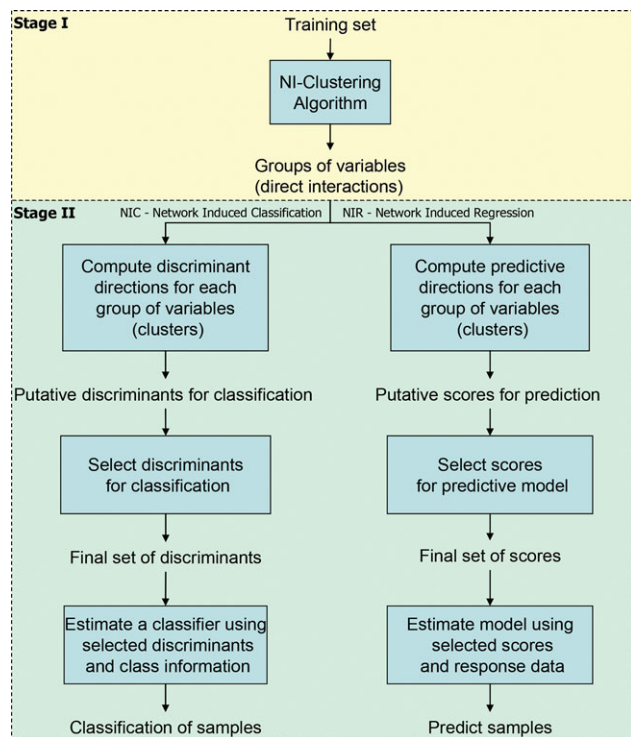 Stage I
Training set
NI-Clustering
Algorithm
Groups of variables
(direct interactions)
Stage II
NIC - Network Induced Classification
NIR - Network Induced Regression
Compute discriminant
directions for each
group of variables
(clusters)
Compute predictive
directions for each
group of variables
(clusters)
Putative discriminants for classification
Putative scores for prediction
Select discriminants
for classification
Select scores
for predictive model
Final set of discriminants
Final set of scores
Estimate a classifier using
selected discriminants
and class information
Estimate model using
selected scores
and response data
Classification of samples
Predict samples